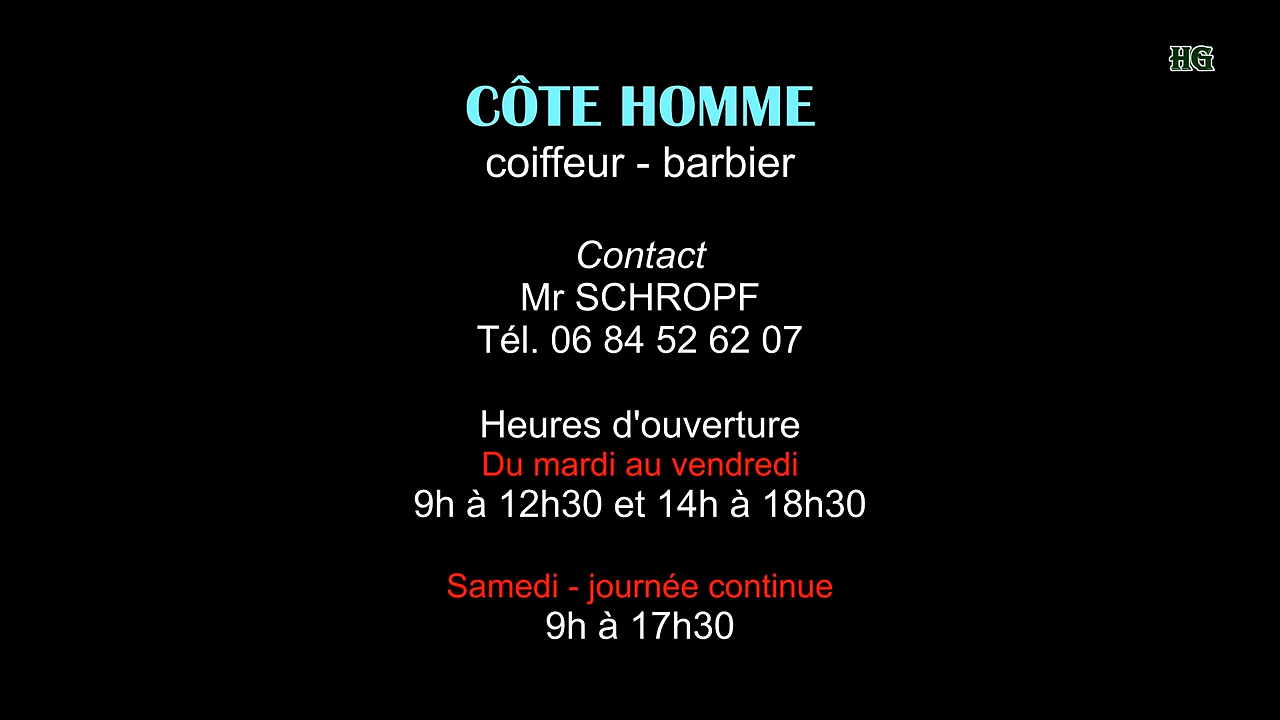 HG
CÔTE HOMME
coiffeur - barbier
Contact
Mr SCHROPF
Tél. 06 84 52 62 07
Heures d'ouverture
Du mardi au vendredi
9h à 12h30 et 14h à 18h30
Samedi - journée continue
9h à 17h30